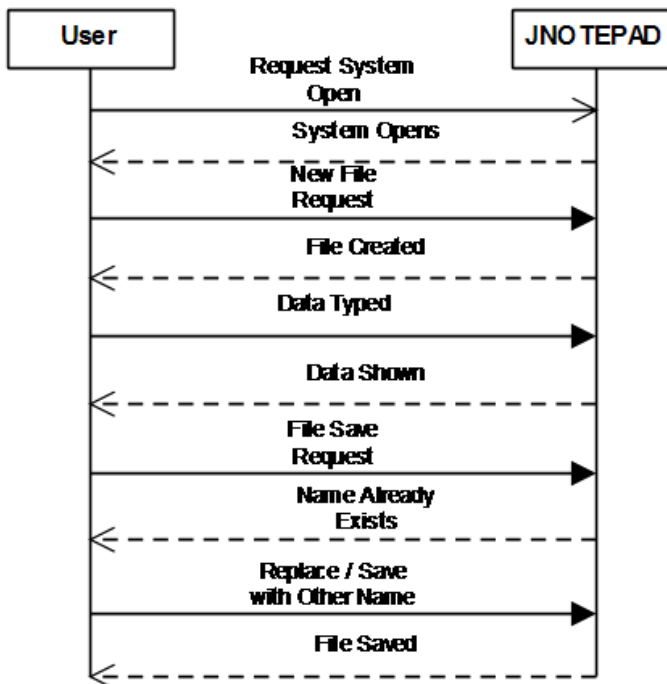 User
JNOTEPAD
Request System
Open
System Opens
New File
Request
File Created
Data Typed
Data Shown
File Save
Request
Name Already
Exists
Replace / Save
with Other Name
File Saved